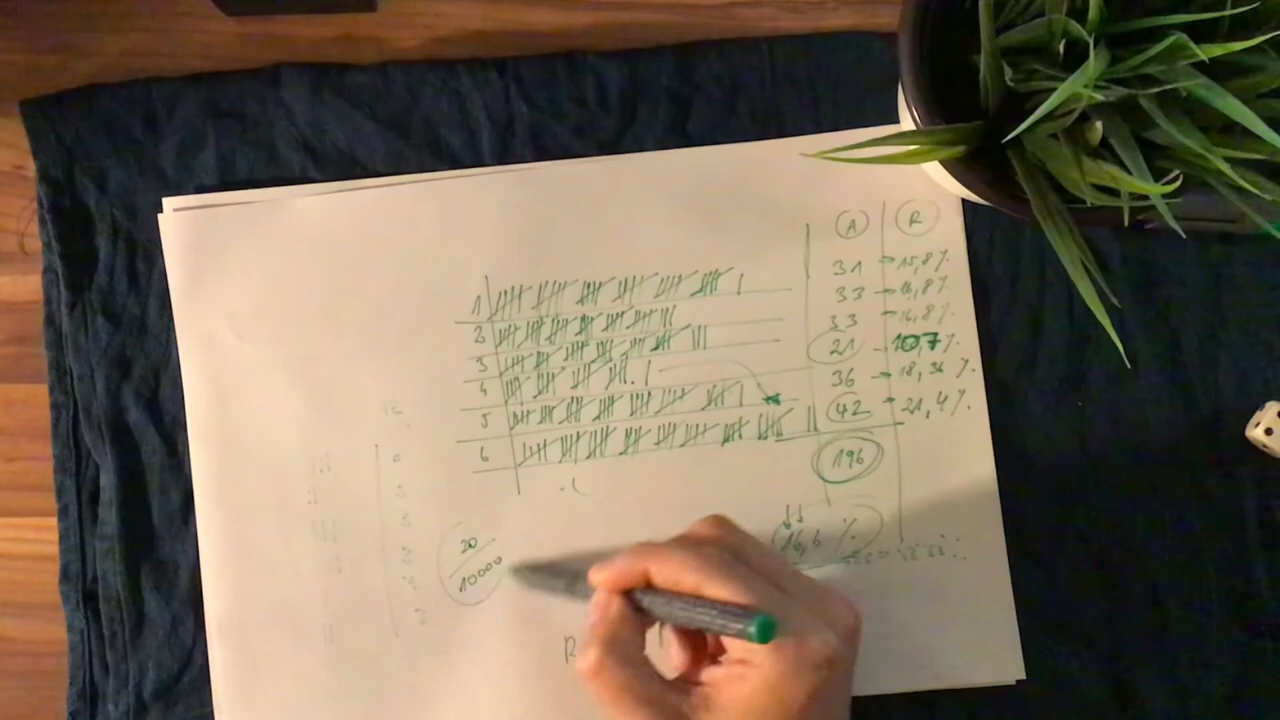 A R
1 31 → 15,8 %
2 33 → 16,8 %
3 33 → 16,8 %
4 21 - 10,7 %
5 36 → 18,36 %
6 42 → 21,4 %
196
16,6 %
20
10000